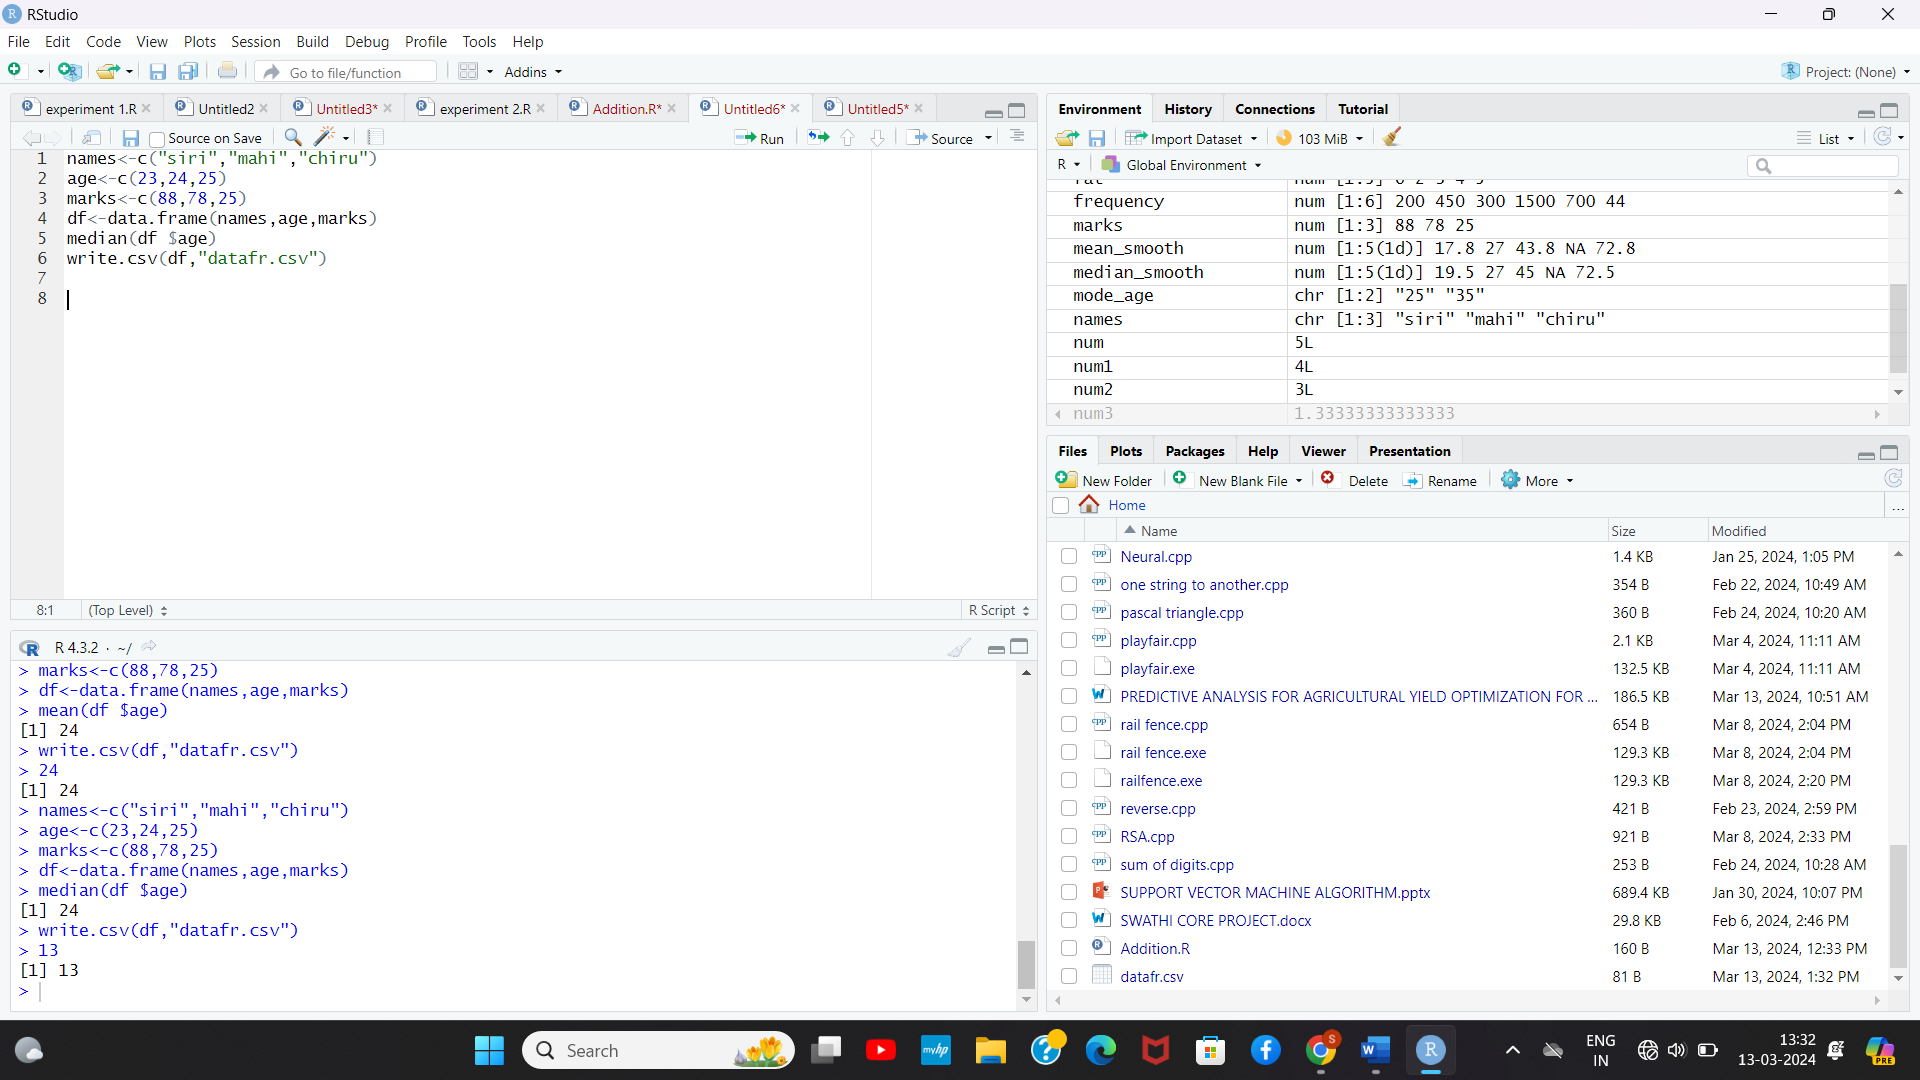 RStudio
File Edit Code View Plots Session Build Debug Profile Tools Help
Go to file/function Addins Project: (None)
experiment 1.R Untitled2 Untitled3* experiment 2.R Addition.R* Untitled6* Untitled5*
Source on Save Run Source
1 names<-c("siri","mahi","chiru")
2 age<-c(23,24,25)
3 marks<-c(88,78,25)
4 df<-data.frame(names,age,marks)
5 median(df $age)
6 write.csv(df,"datafr.csv")
7
8
8:1 (Top Level) R Script
R 4.3.2 · ~/
> marks<-c(88,78,25)
> df<-data.frame(names,age,marks)
> mean(df $age)
[1] 24
> write.csv(df,"datafr.csv")
> 24
[1] 24
> names<-c("siri","mahi","chiru")
> age<-c(23,24,25)
> marks<-c(88,78,25)
> df<-data.frame(names,age,marks)
> median(df $age)
[1] 24
> write.csv(df,"datafr.csv")
> 13
[1] 13
>
Environment History Connections Tutorial
Import Dataset 103 MiB List
R Global Environment
frequency num [1:6] 200 450 300 1500 700 44
marks num [1:3] 88 78 25
mean_smooth num [1:5(1d)] 17.8 27 43.8 NA 72.8
median_smooth num [1:5(1d)] 19.5 27 45 NA 72.5
mode_age chr [1:2] "25" "35"
names chr [1:3] "siri" "mahi" "chiru"
num 5L
num1 4L
num2 3L
num3 1.33333333333333
Files Plots Packages Help Viewer Presentation
New Folder New Blank File Delete Rename More
Home ...
Name Size Modified
Neural.cpp 1.4 KB Jan 25, 2024, 1:05 PM
one string to another.cpp 354 B Feb 22, 2024, 10:49 AM
pascal triangle.cpp 360 B Feb 24, 2024, 10:20 AM
playfair.cpp 2.1 KB Mar 4, 2024, 11:11 AM
playfair.exe 132.5 KB Mar 4, 2024, 11:11 AM
PREDICTIVE ANALYSIS FOR AGRICULTURAL YIELD OPTIMIZATION FOR ... 186.5 KB Mar 13, 2024, 10:51 AM
rail fence.cpp 654 B Mar 8, 2024, 2:04 PM
rail fence.exe 129.3 KB Mar 8, 2024, 2:04 PM
railfence.exe 129.3 KB Mar 8, 2024, 2:20 PM
reverse.cpp 421 B Feb 23, 2024, 2:59 PM
RSA.cpp 921 B Mar 8, 2024, 2:33 PM
sum of digits.cpp 253 B Feb 24, 2024, 10:28 AM
SUPPORT VECTOR MACHINE ALGORITHM.pptx 689.4 KB Jan 30, 2024, 10:07 PM
SWATHI CORE PROJECT.docx 29.8 KB Feb 6, 2024, 2:46 PM
Addition.R 160 B Mar 13, 2024, 12:33 PM
datafr.csv 81 B Mar 13, 2024, 1:32 PM
Search
ENG
IN
13:32
13-03-2024